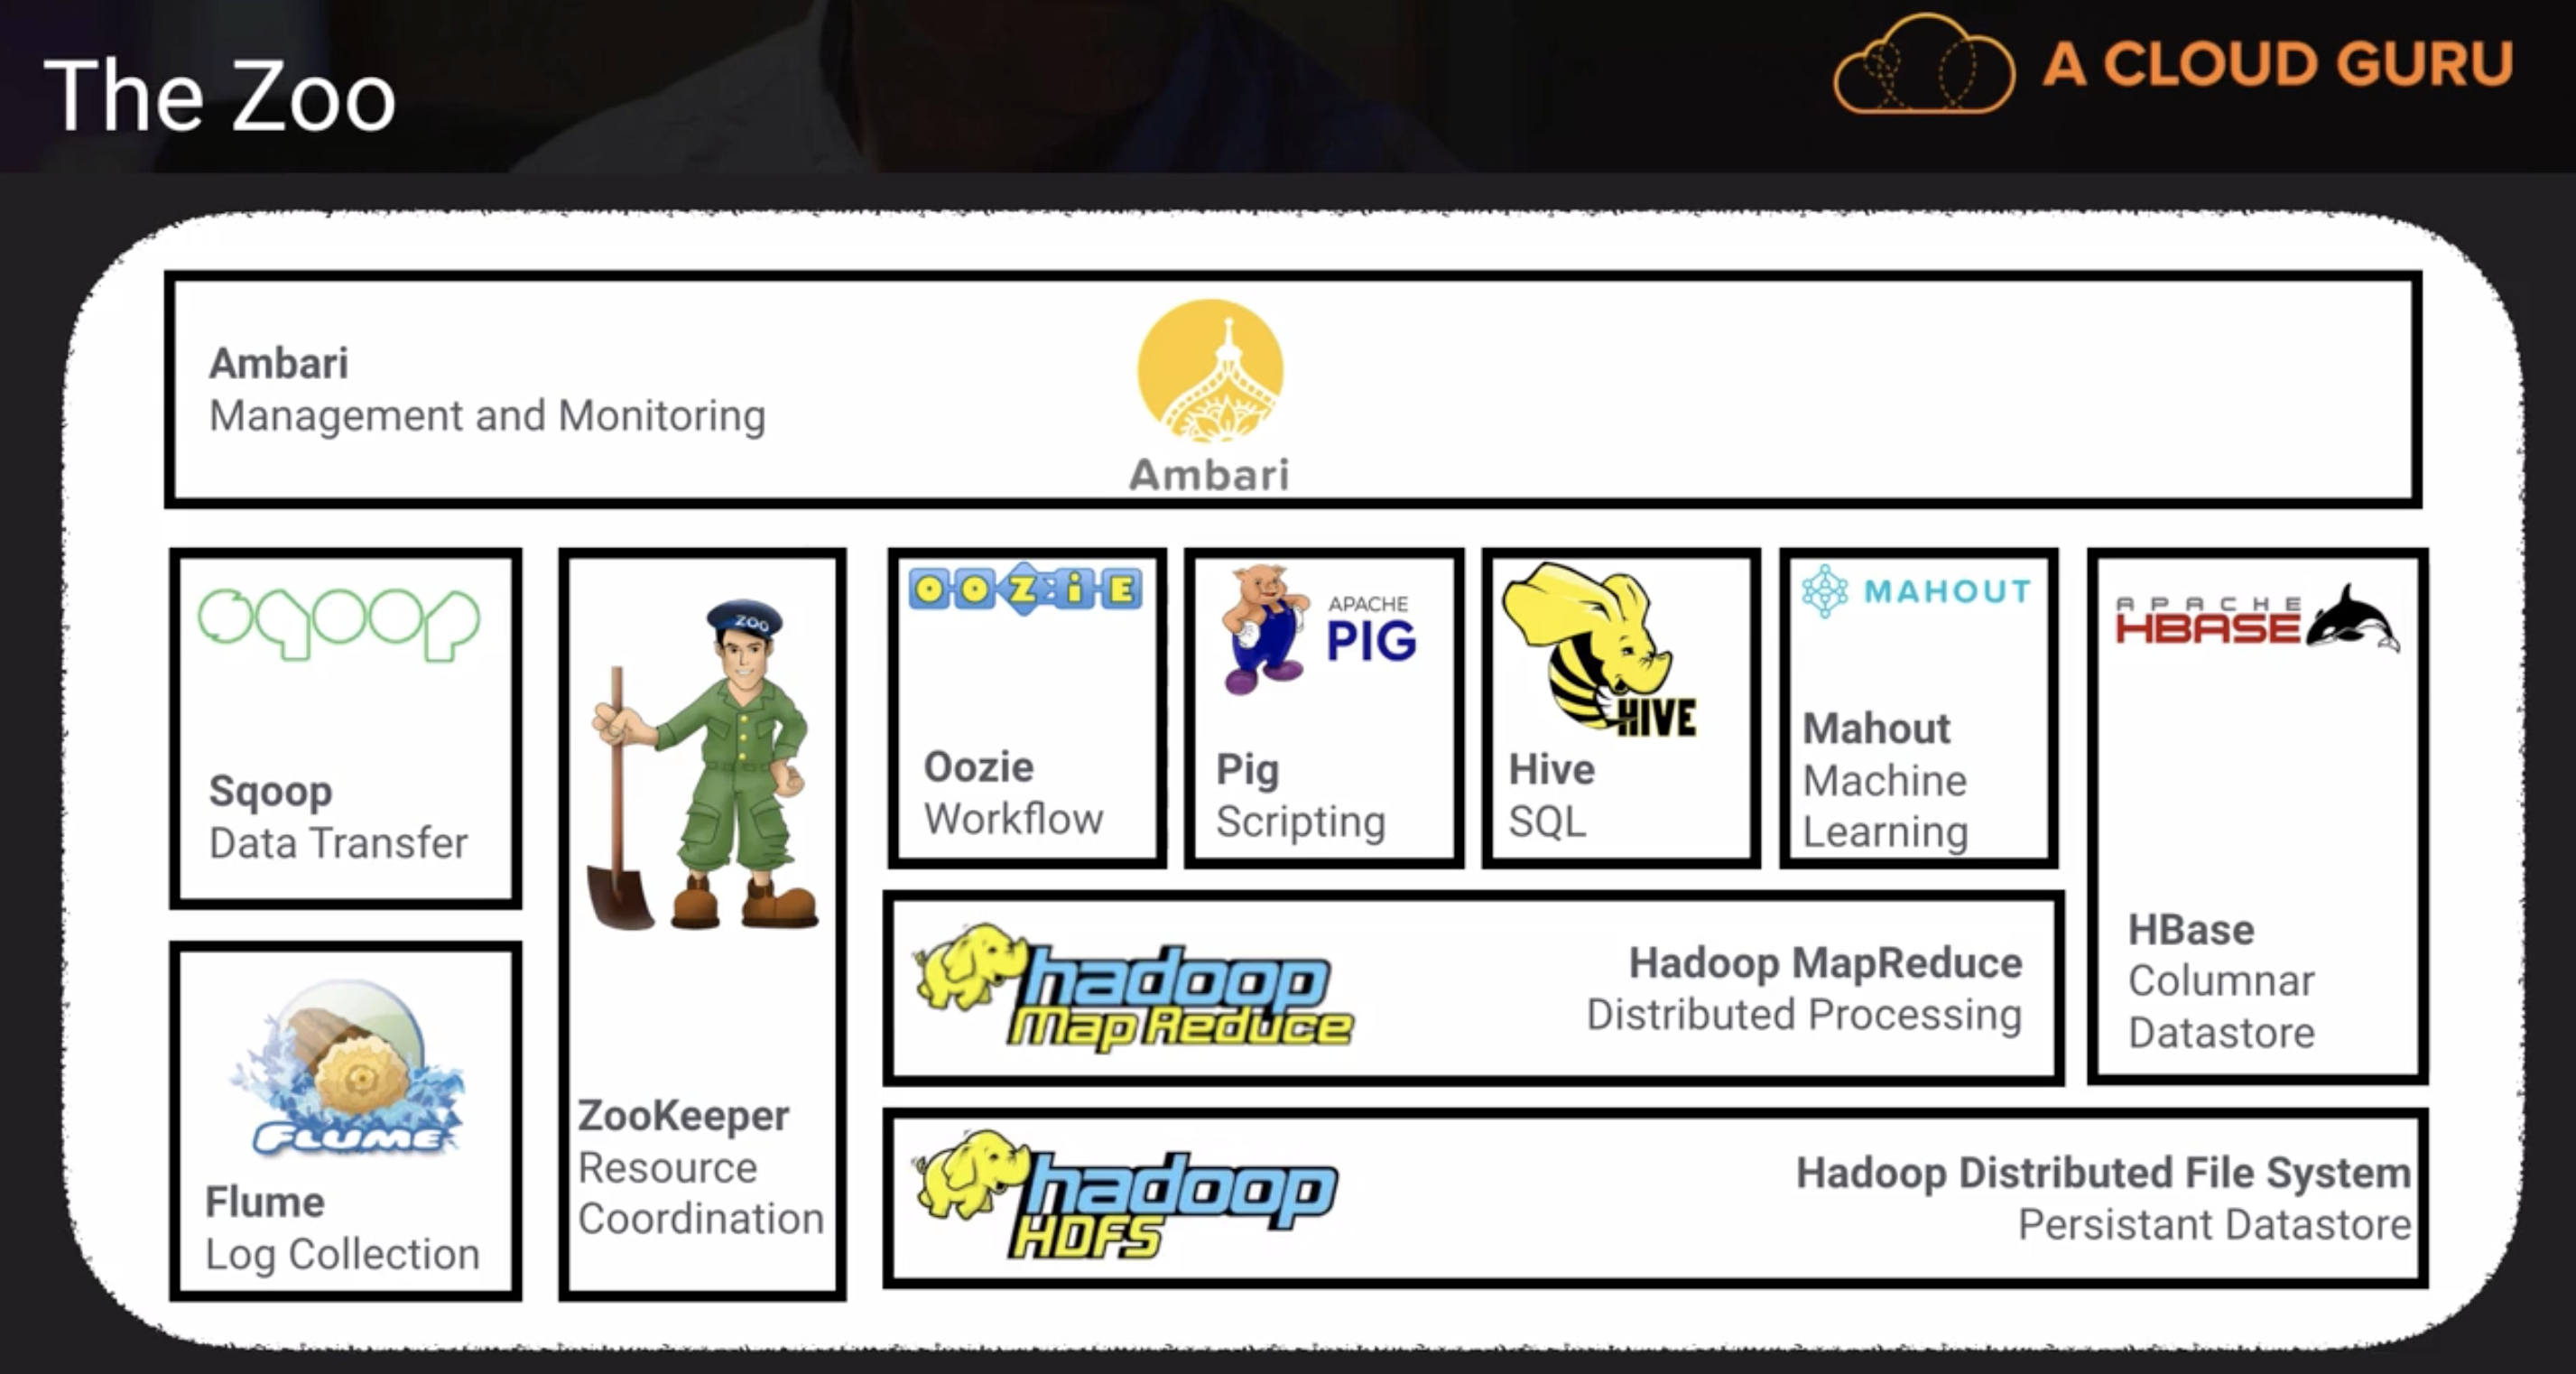 The Zoo
A CLOUD GURU
Ambari
Management and Monitoring
Ambari
sqoop
Sqoop
Data Transfer
ZOO
ZooKeeper
Resource
Coordination
OOZiE
Oozie
Workflow
APACHE
PIG
Pig
Scripting
HIVE
Hive
SQL
MAHOUT
Mahout
Machine
Learning
APACHE
HBASE
HBase
Columnar
Datastore
FLUME
Flume
Log Collection
hadoop
Map Reduce
Hadoop MapReduce
Distributed Processing
hadoop
HDFS
Hadoop Distributed File System
Persistant Datastore